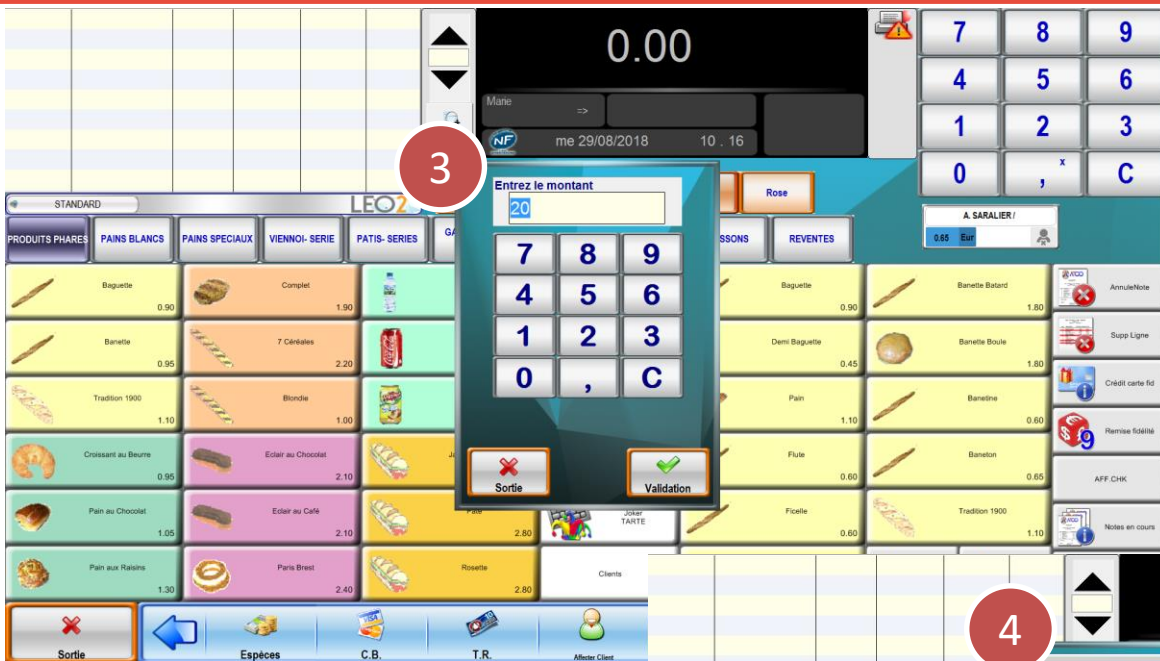 0.00
Marie
=>
NF
me 29/08/2018 10 . 16
7 8 9
4 5 6
1 2 3
0 , x C
3
Entrez le montant
20
7 8 9
4 5 6
1 2 3
0 , C
Sortie
Validation
Rose
STANDARD
LEO2
A. SARALIER /
0.65 Eur
PRODUITS PHARES
PAINS BLANCS
PAINS SPECIAUX
VIENNOI- SERIE
PATIS- SERIES
GA
SSONS
REVENTES
Baguette
0.90
Complet
1.90
Baguette
0.90
Banette Batard
1.80
AnnuleNote
Banette
0.95
7 Céréales
2.20
Demi Baguette
0.45
Banette Boule
1.80
Supp Ligne
Tradition 1900
1.10
Blondie
1.00
Pain
1.10
Banetine
0.60
Crédit carte fid
Croissant au Beurre
0.95
Eclair au Chocolat
2.10
Flute
0.60
Baneton
0.65
9
Remise fidélité
AFF.CHK
Pain au Chocolat
1.05
Eclair au Café
2.10
2.80
Joker
TARTE
Ficelle
0.60
Tradition 1900
1.10
Notes en cours
Pain aux Raisins
1.30
Paris Brest
2.40
Rosette
2.80
Clients
Sortie
Espèces
C.B.
T.R.
Affecter Client
4